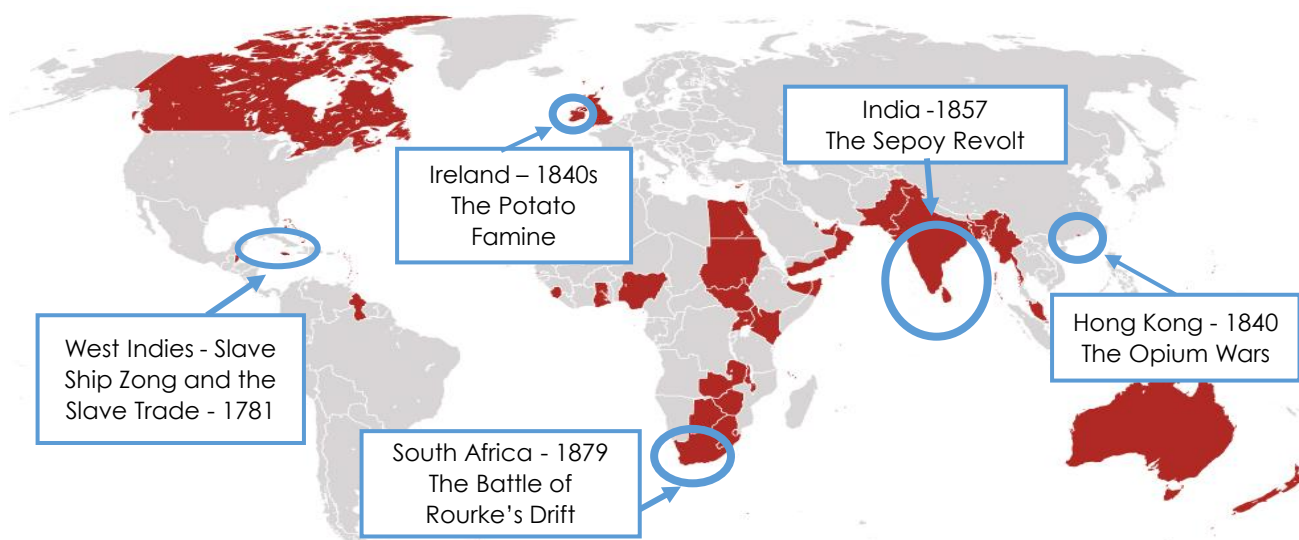 India -1857
The Sepoy Revolt
Ireland – 1840s
The Potato
Famine
Hong Kong - 1840
The Opium Wars
West Indies - Slave
Ship Zong and the
Slave Trade - 1781
South Africa - 1879
The Battle of
Rourke’s Drift